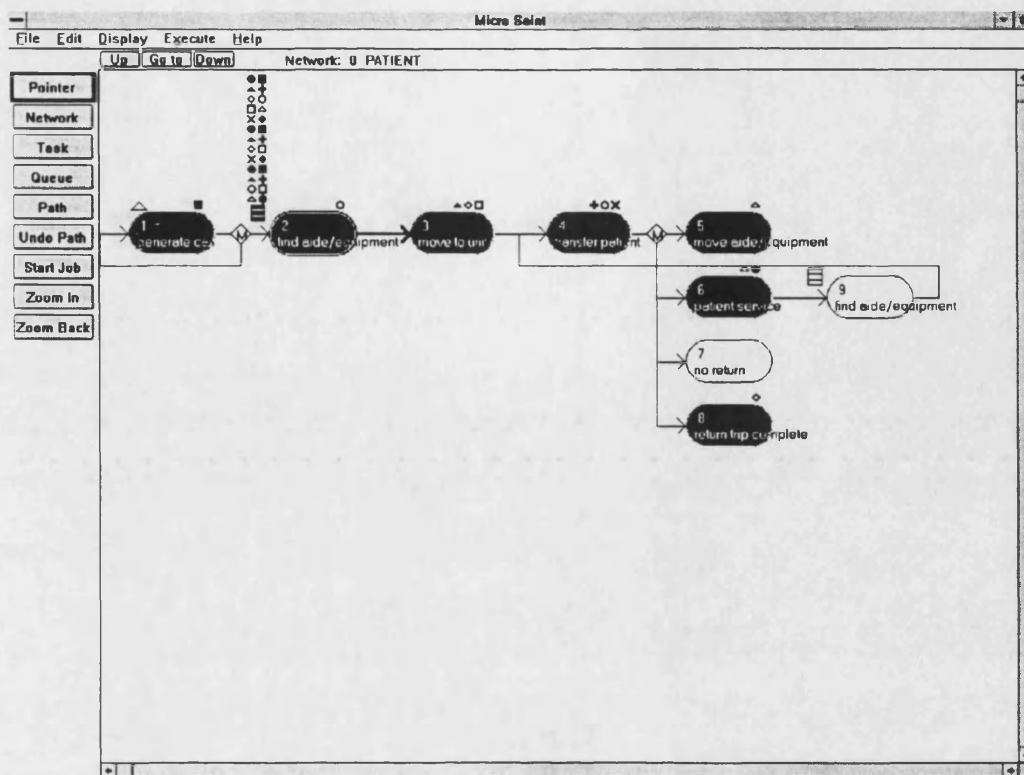 Micro Saint
File Edit Display Execute Help
Up Go to Down Network: 0 PATIENT
Pointer
Network
Task
Queue
Path
Undo Path
Start Job
Zoom In
Zoom Back
1
generate
2
find aide/equipment
3
move to
4
transfer patient
M
M
5
move aide/equipment
6
patient service
9
find aide/equipment
7
no return
8
return trip complete